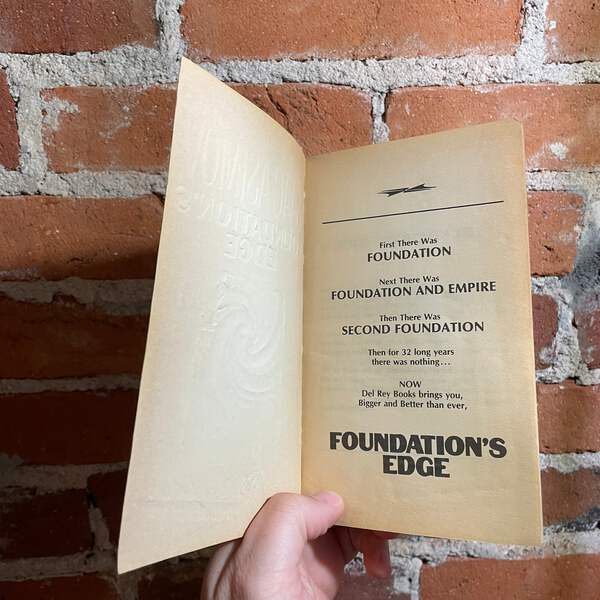 First There Was
FOUNDATION
Next There Was
FOUNDATION AND EMPIRE
Then There Was
SECOND FOUNDATION
Then for 32 long years
there was nothing...
NOW
Del Rey Books brings you,
Bigger and Better than ever,
FOUNDATION'S
EDGE